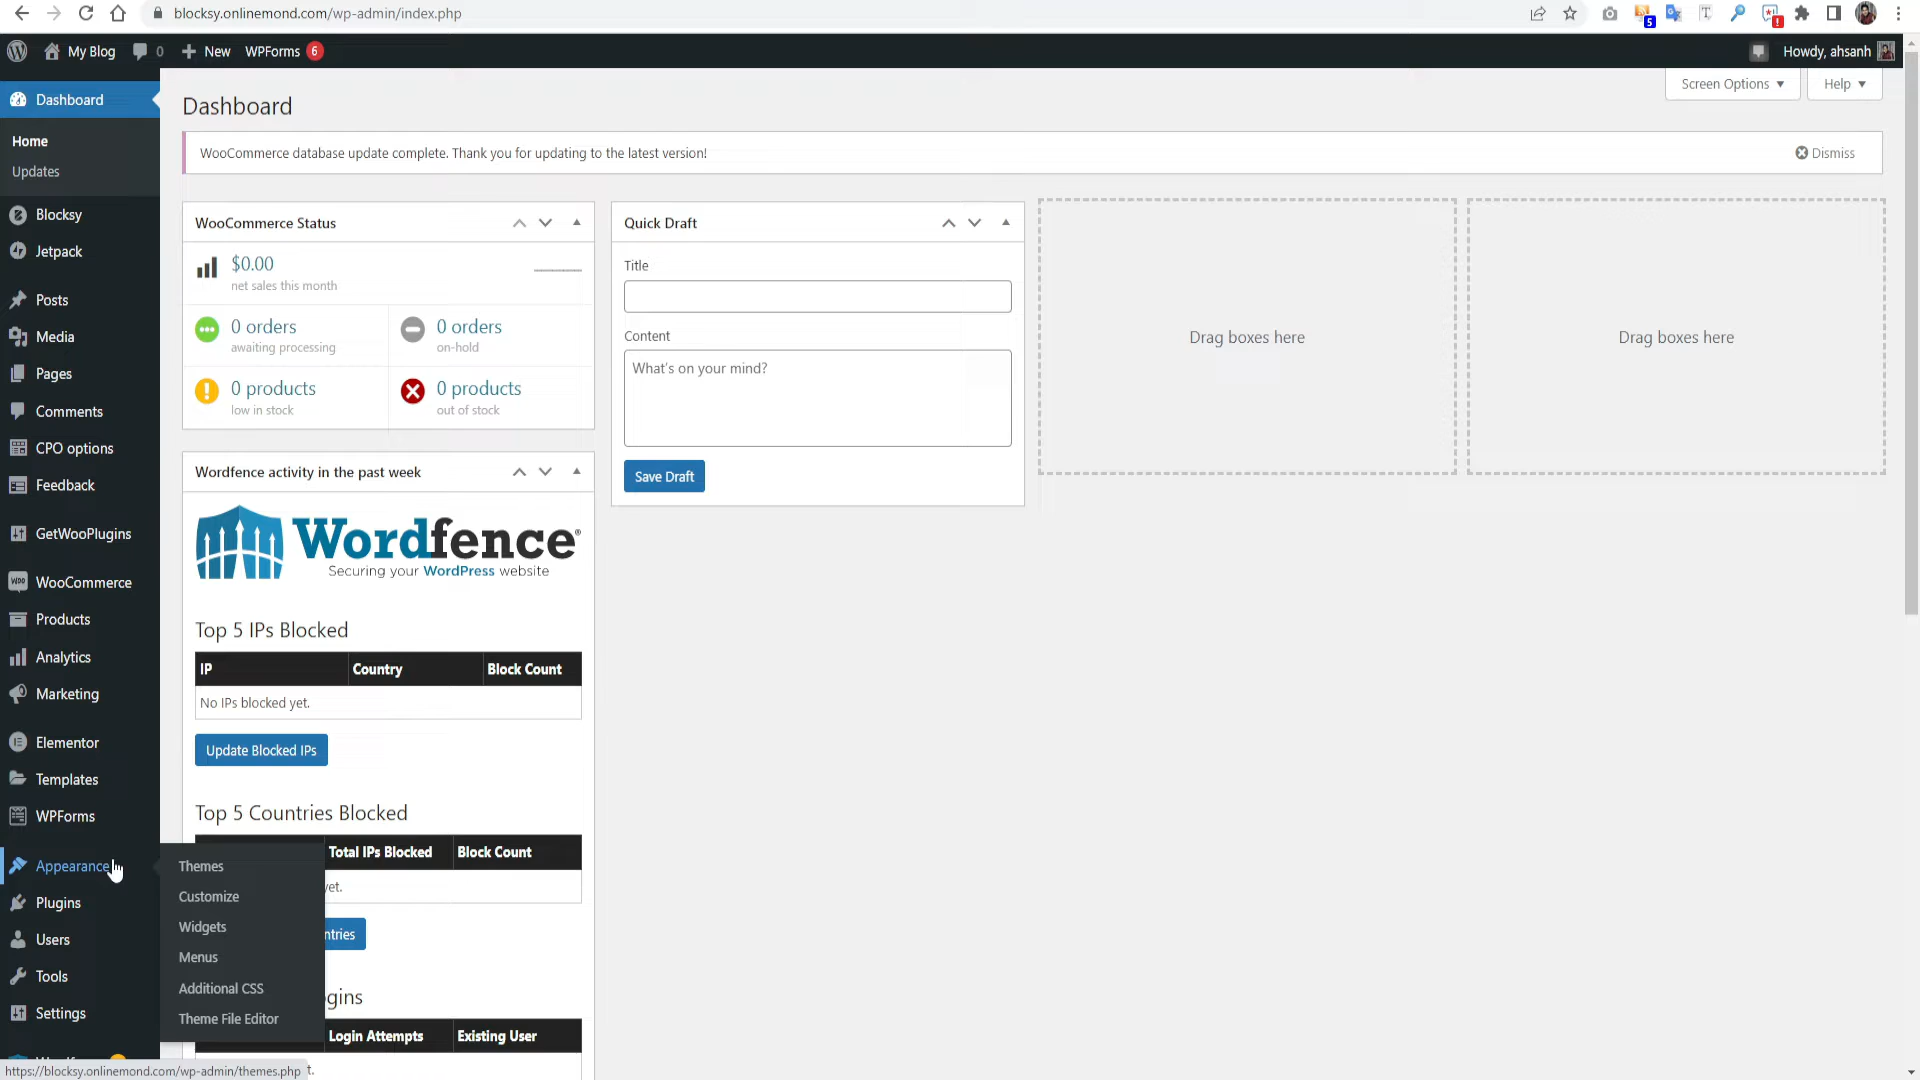 blocksy.onlinemond.com/wp-admin/index.php
5
My Blog
0
New
WPForms
6
Howdy, ahsanh
Screen Options
Help
Dashboard
Home
Updates
Blocksy
Jetpack
Posts
Media
Pages
Comments
CPO options
Feedback
GetWooPlugins
WooCommerce
Products
Analytics
Marketing
Elementor
Templates
WPForms
Appearance
Plugins
Users
Tools
Settings
Themes
Customize
Widgets
Menus
Additional CSS
Theme File Editor
Dashboard
WooCommerce database update complete. Thank you for updating to the latest version!
Dismiss
WooCommerce Status
$0.00
net sales this month
0 orders
awaiting processing
0 orders
on-hold
0 products
low in stock
0 products
out of stock
Wordfence activity in the past week
Wordfence®
Securing your WordPress website
Top 5 IPs Blocked
IP Country Block Count
No IPs blocked yet.
Update Blocked IPs
Top 5 Countries Blocked
Total IPs Blocked Block Count
yet.
ntries
gins
Login Attempts Existing User
t.
Quick Draft
Title
Content
What's on your mind?
Save Draft
Drag boxes here
Drag boxes here
https://blocksy.onlinemond.com/wp-admin/themes.php